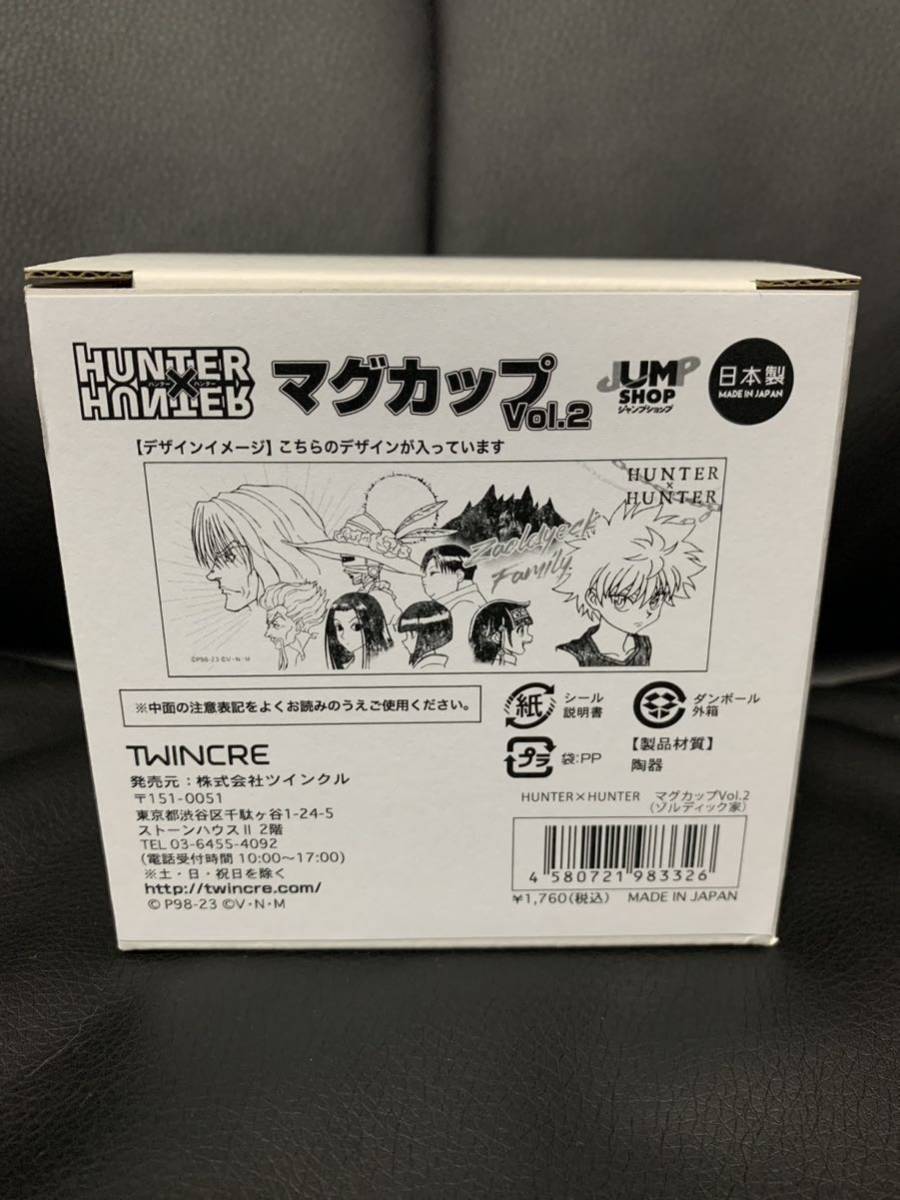 HUNTER
×
ハンター ハンター
HUNTER
マグカップ
Vol.2
JUMP
SHOP
ジャンプショップ
日本製
MADE IN JAPAN
【デザインイメージ】こちらのデザインが入っています
HUNTER
×
HUNTER
Zaoldyeck
Family
©P98-23 ©V・N・M
※中面の注意表記をよくお読みのうえご使用ください。
紙
シール
説明書
ダンボール
外箱
プラ
袋:PP
【製品材質】
陶器
TWINCRE
発売元:株式会社ツインクル
〒151-0051
東京都渋谷区千駄ヶ谷1-24-5
ストーンハウスⅡ 2階
TEL 03-6455-4092
(電話受付時間 10:00〜17:00)
※土・日・祝日を除く
http://twincre.com/
© P98-23 ©V・N・M
HUNTER×HUNTER マグカップVol.2
(ゾルディック家)
4 580721 983326
¥1,760(税込) MADE IN JAPAN